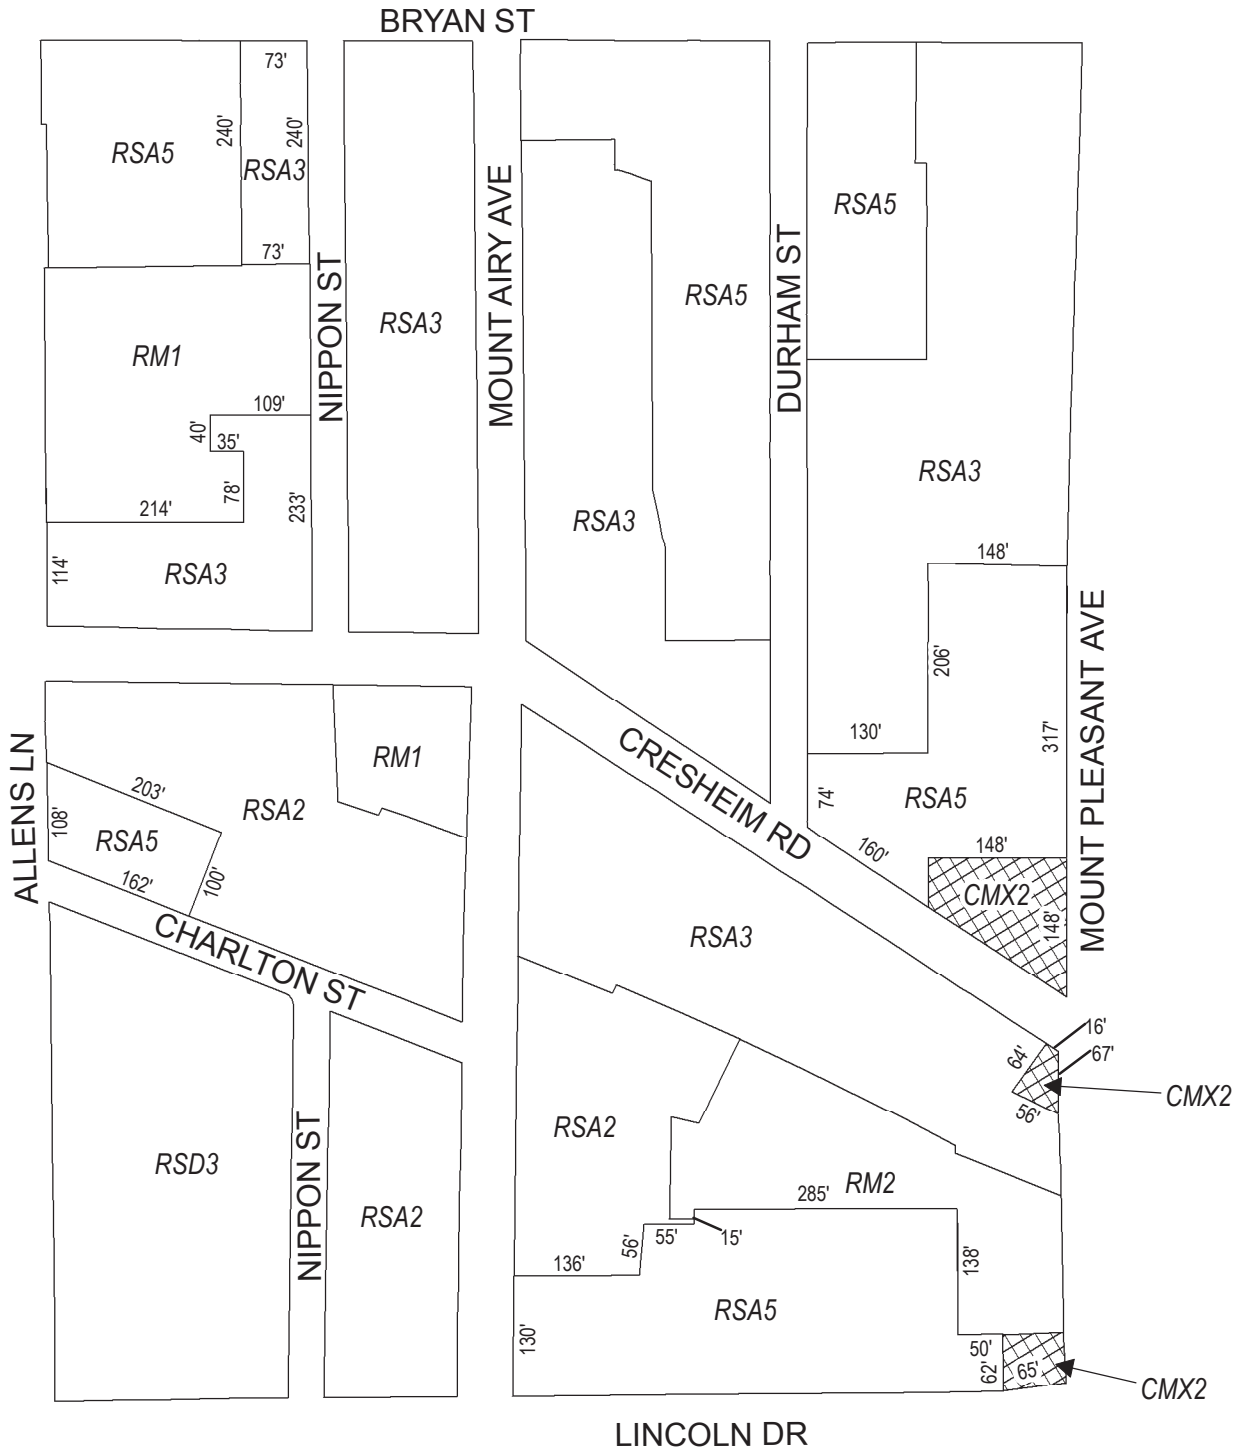 BRYAN ST
73'
240'
240'
RSA5
RSA3
73'
RSA5
RSA5
RSA3
NIPPON ST
MOUNT AIRY AVE
DURHAM ST
RM1
109'
40'
35'
78'
233'
214'
114'
RSA3
RSA3
RSA3
148'
206'
317'
130'
74'
RSA5
160'
148'
CMX2
148'
MOUNT PLEASANT AVE
CRESHEIM RD
ALLENS LN
203'
108'
RSA5
162'
100'
RSA2
RM1
CHARLTON ST
RSA3
16'
64'
67'
56'
CMX2
RSD3
NIPPON ST
RSA2
RSA2
RM2
285'
15'
55'
56'
136'
138'
RSA5
130'
50'
62'
65'
CMX2
LINCOLN DR